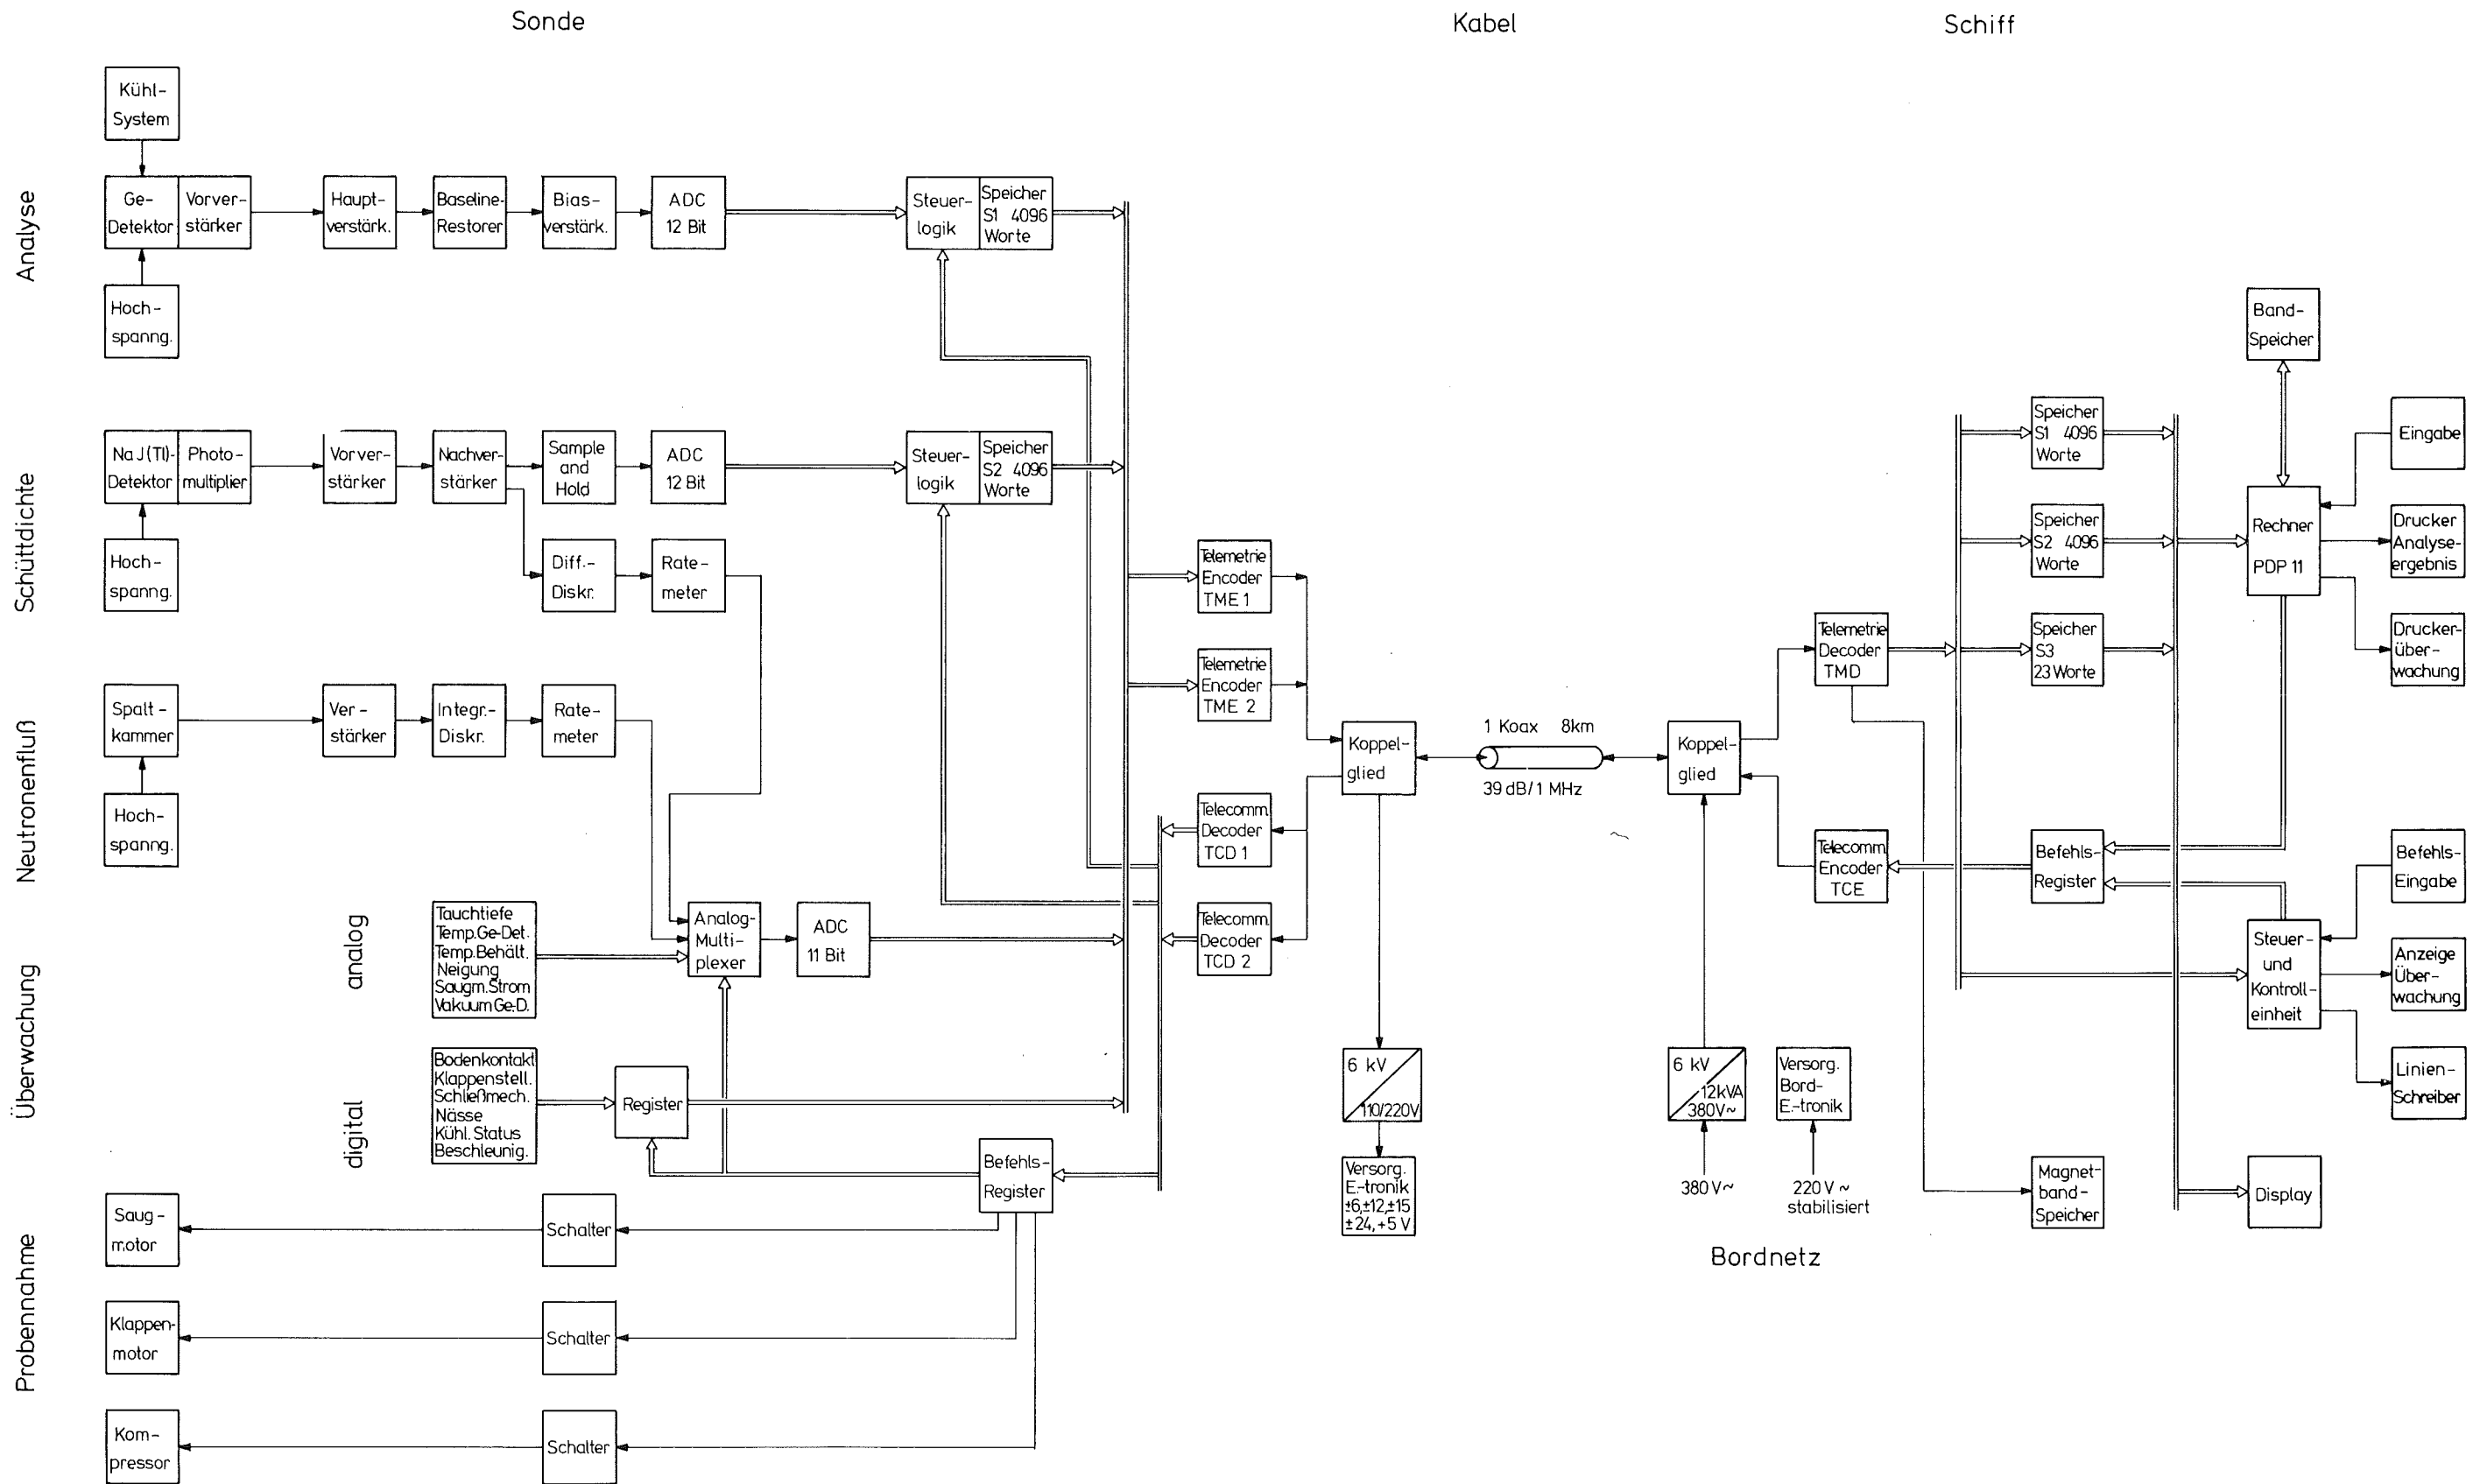 Sonde
Kabel
Schiff
Analyse
Kühl-
System
Ge-
Detektor
Vorver-
stärker
Haupt-
verstärk.
Baseline-
Restorer
Bias-
verstärk.
ADC
12 Bit
Steuer-
logik
Speicher
S1 4096
Worte
Hoch-
spanng.
Schüttdichte
NaJ(Tl)-
Detektor
Photo-
multiplier
Vorver-
stärker
Nachver-
stärker
Sample
and
Hold
ADC
12 Bit
Steuer-
logik
Speicher
S2 4096
Worte
Hoch-
spanng.
Diff.-
Diskr.
Rate-
meter
Neutronenfluß
Spalt-
kammer
Ver-
stärker
Integr.-
Diskr.
Rate-
meter
Hoch-
spanng.
Überwachung
analog
Tauchtiefe
Temp.Ge-Det.
Temp.Behält.
Neigung
Saugm.Strom
Vakuum Ge-D.
Analog-
Multi-
plexer
ADC
11 Bit
digital
Bodenkontakt
Klappenstell.
Schließmech.
Nässe
Kühl. Status
Beschleunig.
Register
Befehls-
Register
Probennahme
Saug-
motor
Schalter
Klappen-
motor
Schalter
Kom-
pressor
Schalter
Telemetrie
Encoder
TME 1
Telemetrie
Encoder
TME 2
Telecomm.
Decoder
TCD 1
Telecomm.
Decoder
TCD 2
Koppel-
glied
1 Koax 8km
39 dB/1 MHz
Koppel-
glied
6 kV
110/220V
Versorg.
E.-tronik
±6,±12,±15
±24,+5 V
6 kV
12kVA
380V~
380 V~
Versorg.
Bord-
E.-tronik
220 V ~
stabilisiert
Bordnetz
Telemetrie
Decoder
TMD
Telecomm.
Encoder
TCE
Speicher
S1 4096
Worte
Speicher
S2 4096
Worte
Speicher
S3
23 Worte
Befehls-
Register
Magnet-
band-
Speicher
Band-
Speicher
Rechner
PDP 11
Eingabe
Drucker
Analyse-
ergebnis
Drucker-
über-
wachung
Befehls-
Eingabe
Steuer-
und
Kontroll-
einheit
Anzeige
Über-
wachung
Linien-
Schreiber
Display